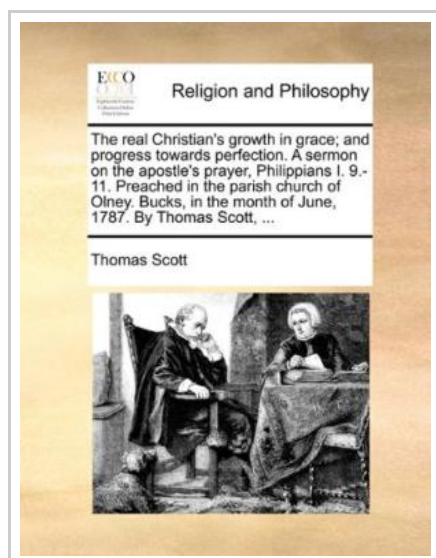 ECCO
Religion and Philosophy
The real Christian's growth in grace; and
progress towards perfection. A sermon
on the apostle's prayer, Philippians I. 9.-
11. Preached in the parish church of
Olney. Bucks, in the month of June,
1787. By Thomas Scott, ...
Thomas Scott